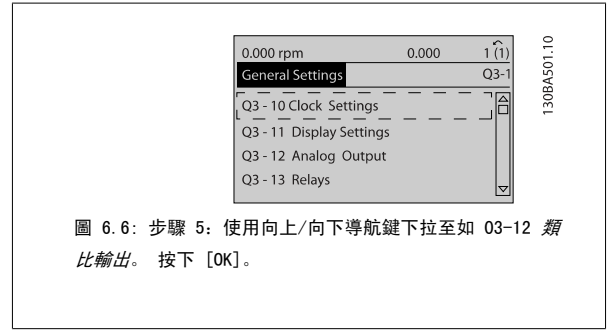 0.000 rpm 0.000 1 (1)
General Settings Q3-1
Q3 - 10 Clock Settings
Q3 - 11 Display Settings
Q3 - 12 Analog Output
Q3 - 13 Relays
130BA501.10
圖 6.6: 步驟 5: 使用向上/向下導航鍵下拉至如 03-12 類
比輸出。 按下 [OK]。